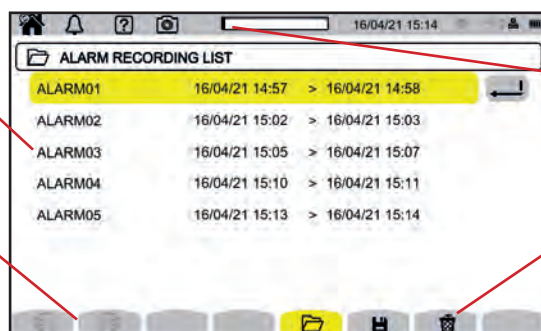 ? 16/04/21 15:14
ALARM RECORDING LIST
ALARM01 16/04/21 14:57 > 16/04/21 14:58
ALARM02 16/04/21 15:02 > 16/04/21 15:03
ALARM03 16/04/21 15:05 > 16/04/21 15:07
ALARM04 16/04/21 15:10 > 16/04/21 15:11
ALARM05 16/04/21 15:13 > 16/04/21 15:14